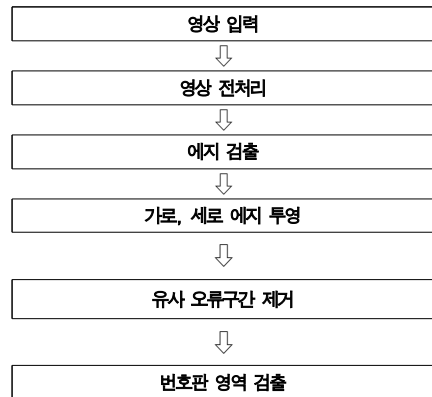 영상 입력
영상 전처리
에지 검출
가로, 세로 에지 투영
유사 오류구간 제거
번호판 영역 검출